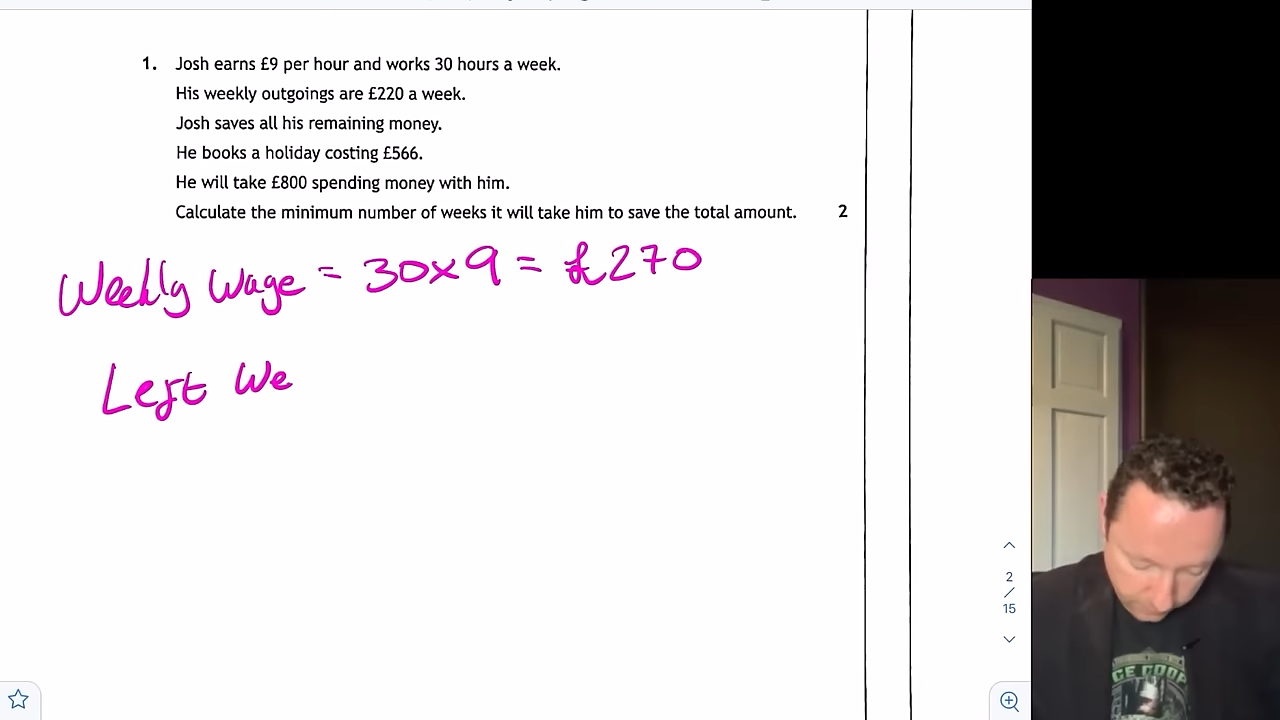 1. Josh earns £9 per hour and works 30 hours a week.
His weekly outgoings are £220 a week.
Josh saves all his remaining money.
He books a holiday costing £566.
He will take £800 spending money with him.
Calculate the minimum number of weeks it will take him to save the total amount. 2
Weekly Wage = 30x9 = £270
Left We
2
/
15